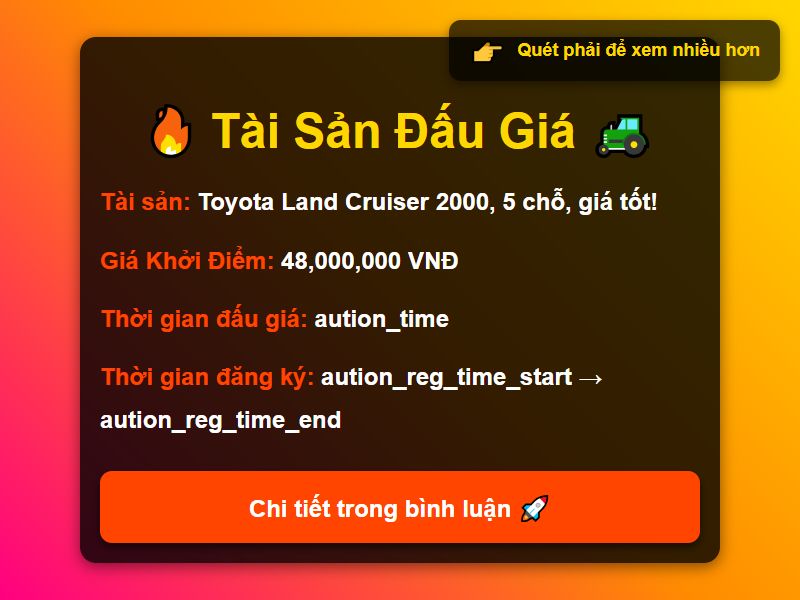 Quét phải để xem nhiều hơn
Tài Sản Đấu Giá
Tài sản: Toyota Land Cruiser 2000, 5 chỗ, giá tốt!
Giá Khởi Điểm: 48,000,000 VNĐ
Thời gian đấu giá: aution_time
Thời gian đăng ký: aution_reg_time_start →
aution_reg_time_end
Chi tiết trong bình luận